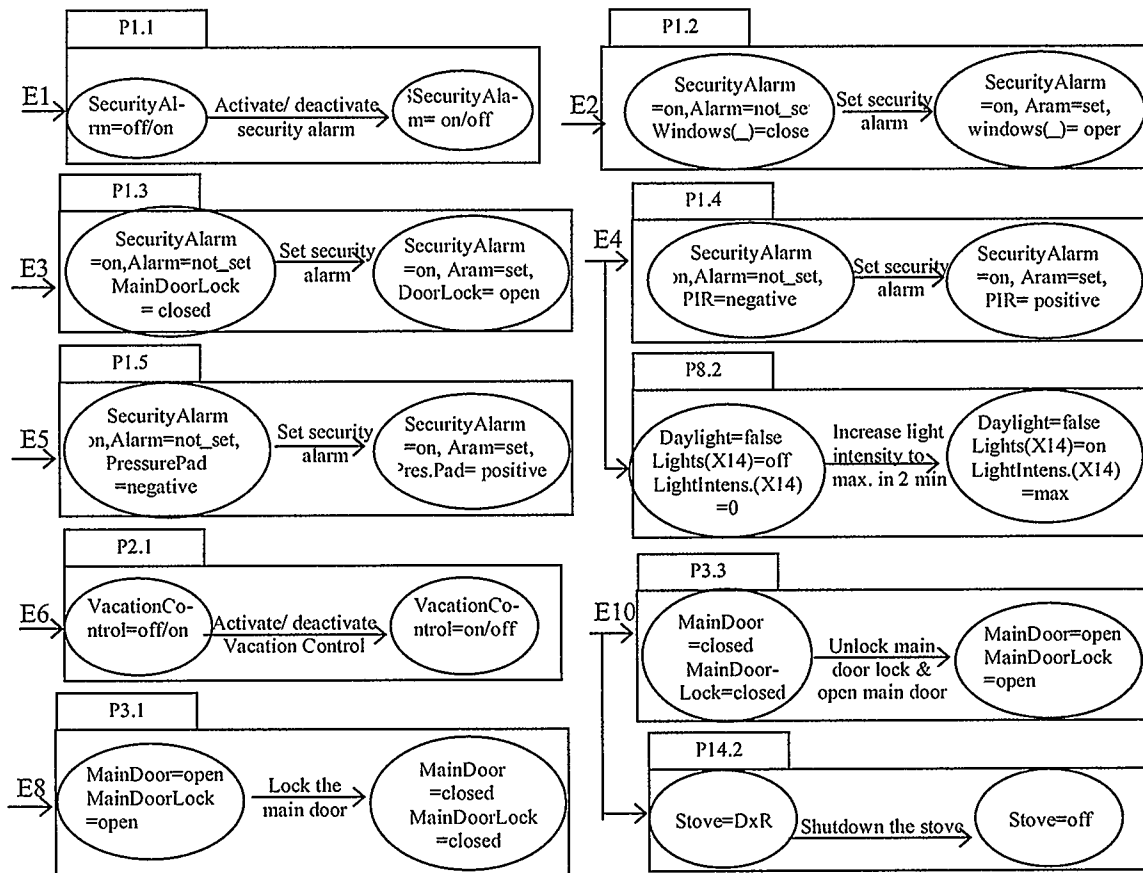 P1.1
E1
SecurityAl-
rm=off/on
Activate/ deactivate
security alarm
SSecurityAla-
m= on/off
P1.2
E2
SecurityAlarm
=on,Alarm=not_se
Windows(_)=close
Set security
alarm
SecurityAlarm
=on, Aram=set,
windows(_)= oper
P1.3
E3
SecurityAlarm
=on,Alarm=not_set
MainDoorLock
= closed
Set security
alarm
SecurityAlarm
=on, Aram=set,
DoorLock= open
P1.4
E4
SecurityAlarm
on,Alarm=not_set,
PIR=negative
Set security
alarm
SecurityAlarm
=on, Aram=set,
PIR= positive
P1.5
E5
SecurityAlarm
on,Alarm=not_set,
PressurePad
=negative
Set security
alarm
SecurityAlarm
=on, Aram=set,
Pres.Pad= positive
P8.2
Daylight=false
Lights(X14)=off
LightIntens.(X14)
=0
Increase light
intensity to
max. in 2 min
Daylight=false
Lights(X14)=on
LightIntens.(X14)
=max
P2.1
E6
VacationCo-
ntrol=off/on
Activate/ deactivate
Vacation Control
VacationCo-
ntrol=on/off
P3.3
E10
MainDoor
=closed
MainDoor-
Lock=closed
Unlock main
door lock &
open main door
MainDoor=open
MainDoorLock
=open
P3.1
E8
MainDoor=open
MainDoorLock
=open
Lock the
main door
MainDoor
=closed
MainDoorLock
=closed
P14.2
Stove=DxR
Shutdown the stove
Stove=off